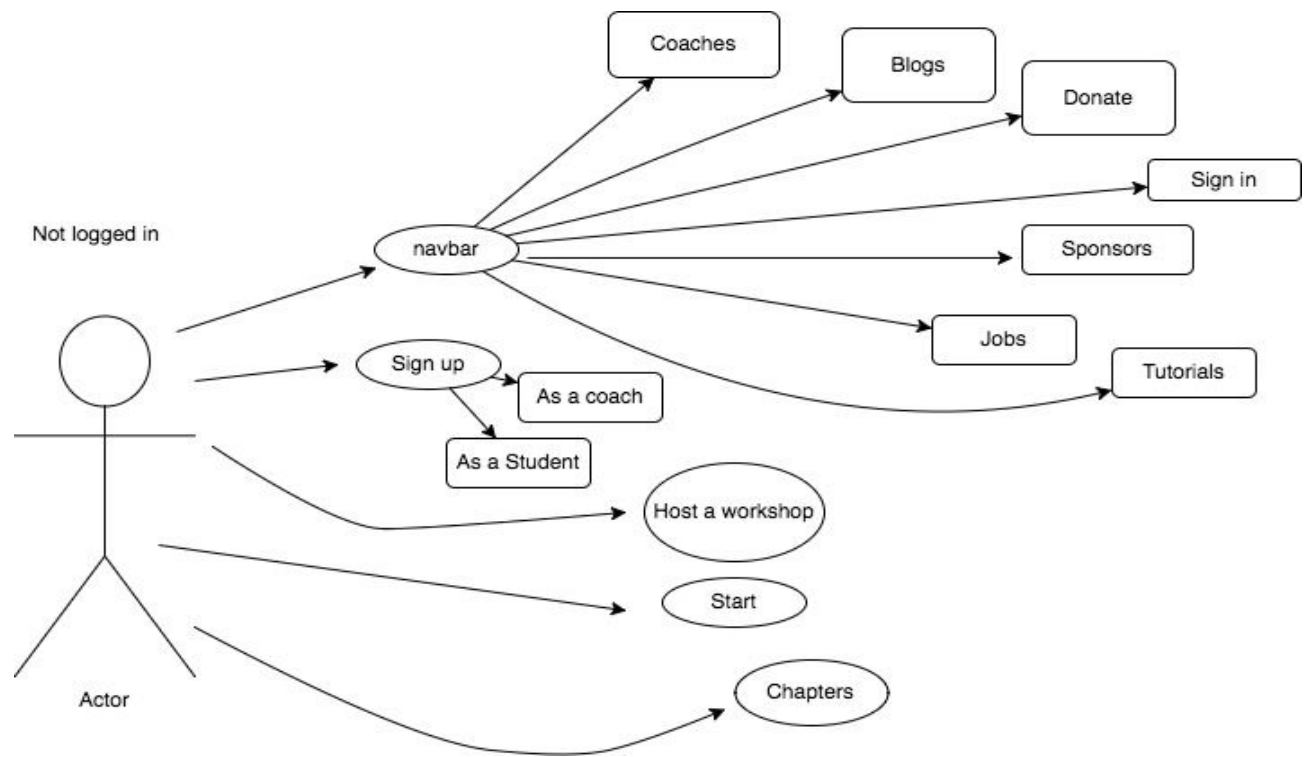 Coaches
Blogs
Donate
Sign in
Not logged in
navbar
Sponsors
Jobs
Sign up
Tutorials
As a coach
As a Student
Host a workshop
Start
Chapters
Actor